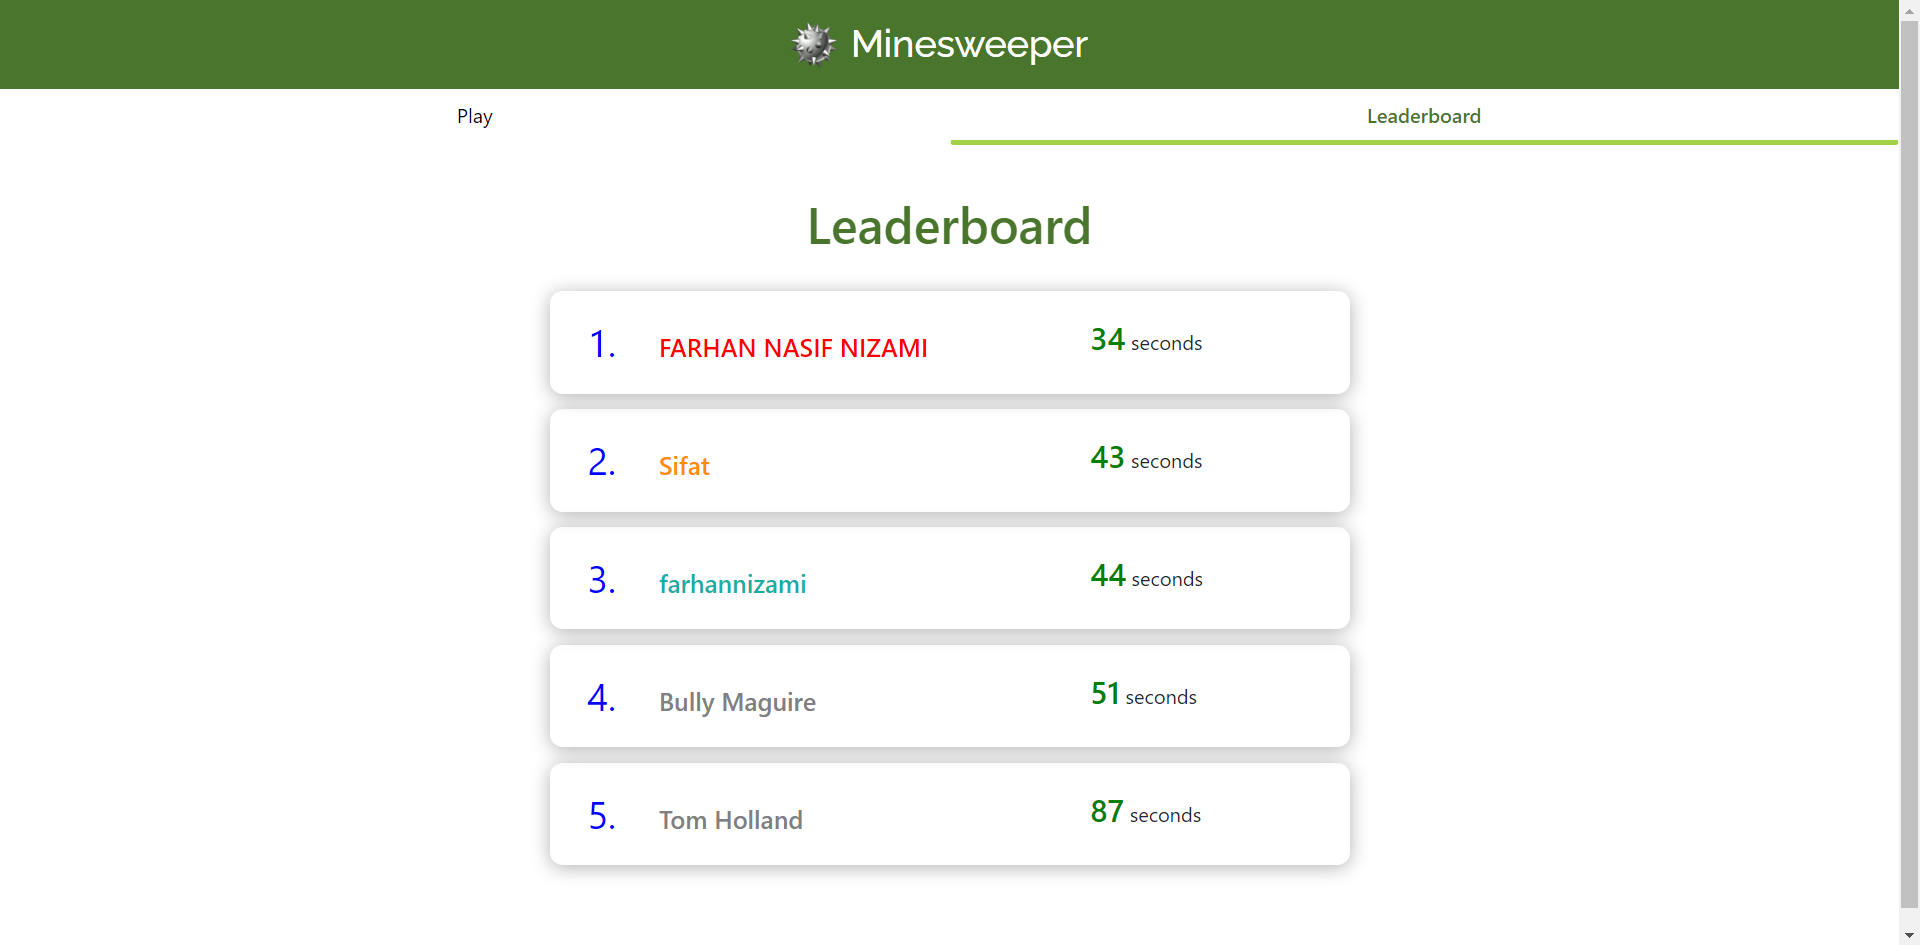 Minesweeper
Play Leaderboard
Leaderboard
1. FARHAN NASIF NIZAMI 34 seconds
2. Sifat 43 seconds
3. farhannizami 44 seconds
4. Bully Maguire 51 seconds
5. Tom Holland 87 seconds